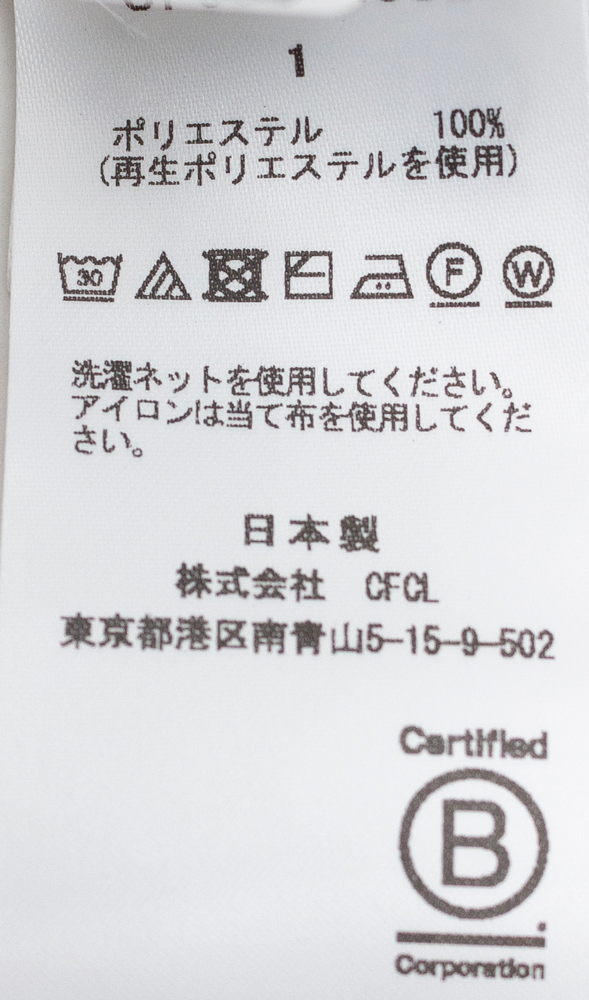 1
ポリエステル 100%
(再生ポリエステルを使用)
30 F W
洗濯ネットを使用してください。
アイロンは当て布を使用してくだ
さい。
日本製
株式会社 CFCL
東京都港区南青山5-15-9-502
Certified
B
Corporation